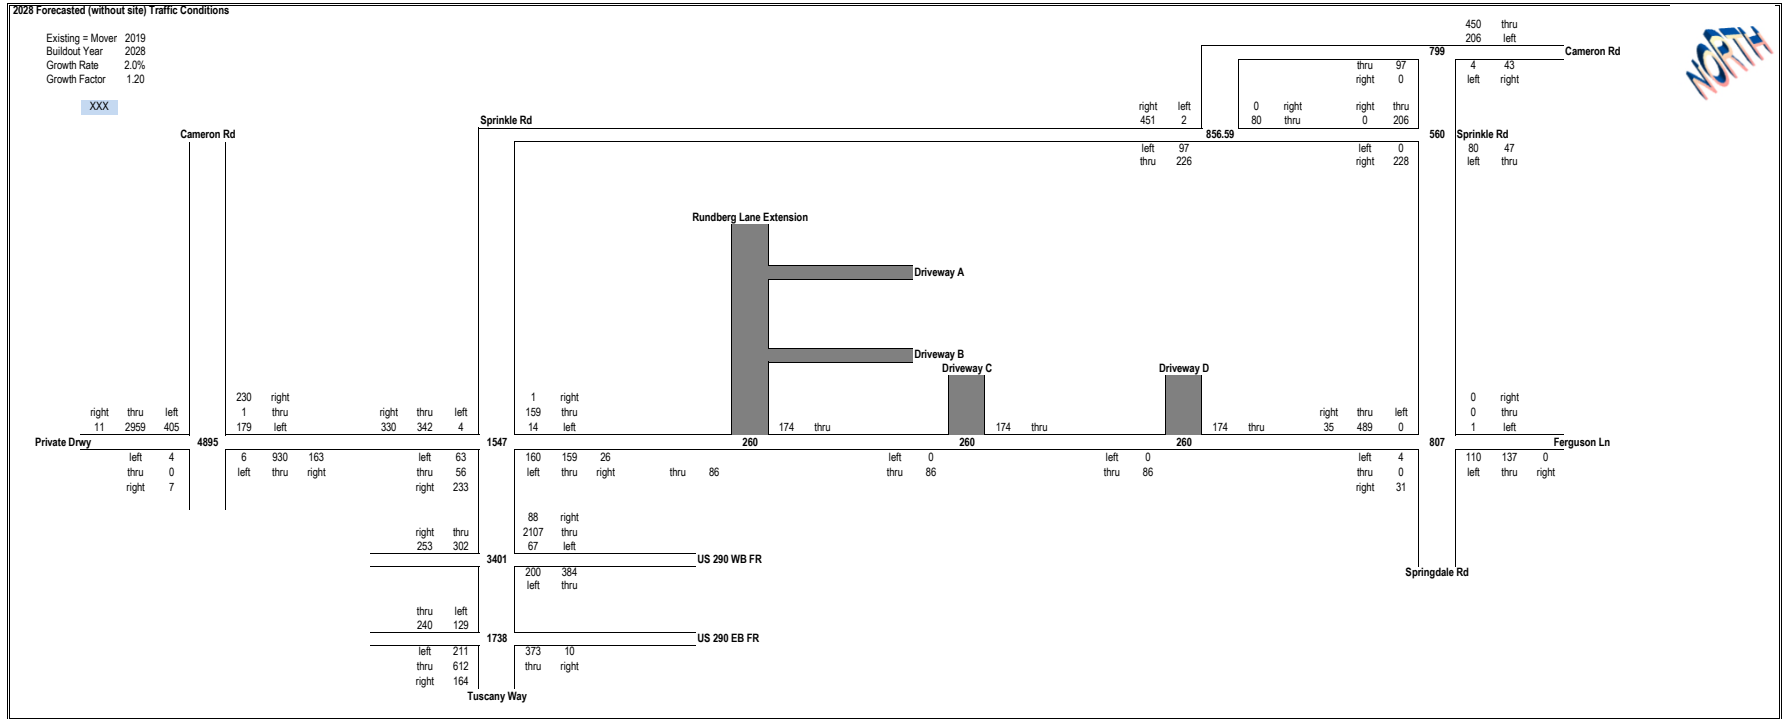 2028 Forecasted (without site) Traffic Conditions
450 thru
206 left
Existing = Mover 2019
Buildout Year 2028
Growth Rate 2.0%
Growth Factor 1.20
NORTH
799 Cameron Rd
thru 97 4 43
right 0 left right
XXX
right left 0 right right thru
Sprinkle Rd 451 2 80 thru 0 206
Cameron Rd 856.59 560 Sprinkle Rd
left 97 left 0 80 47
thru 226 right 228 left thru
Rundberg Lane Extension
Driveway A
Driveway B
Driveway C Driveway D
230 right 1 right 0 right
right thru left 1 thru right thru left 159 thru right thru left 0 thru
11 2959 405 179 left 330 342 4 14 left 174 thru 174 thru 174 thru 35 489 0 1 left
Private Drwy 4895 1547 260 260 260 807 Ferguson Ln
left 4 6 930 163 left 63 160 159 26 left 0 left 0 left 4 110 137 0
thru 0 left thru right thru 56 left thru right thru 86 thru 86 thru 86 thru 0 left thru right
right 7 right 233 right 31
88 right
right thru 2107 thru
253 302 67 left
3401 US 290 WB FR
200 384
left thru
Springdale Rd
thru left
240 129
1738 US 290 EB FR
left 211 373 10
thru 612 thru right
right 164
Tuscany Way